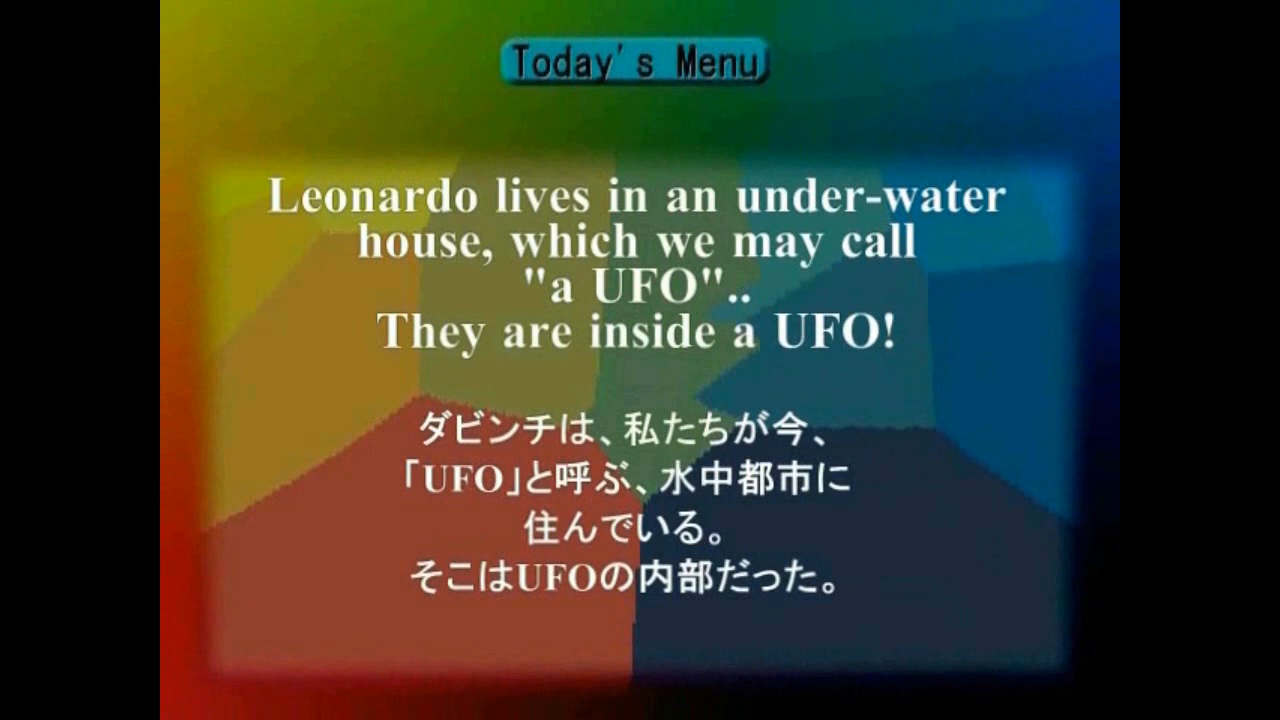 Today's Menu
Leonardo lives in an under-water
house, which we may call
"a UFO"..
They are inside a UFO!
ダビンチは、私たちが今、
「UFO」と呼ぶ、水中都市に
住んでいる。
そこはUFOの内部だった。